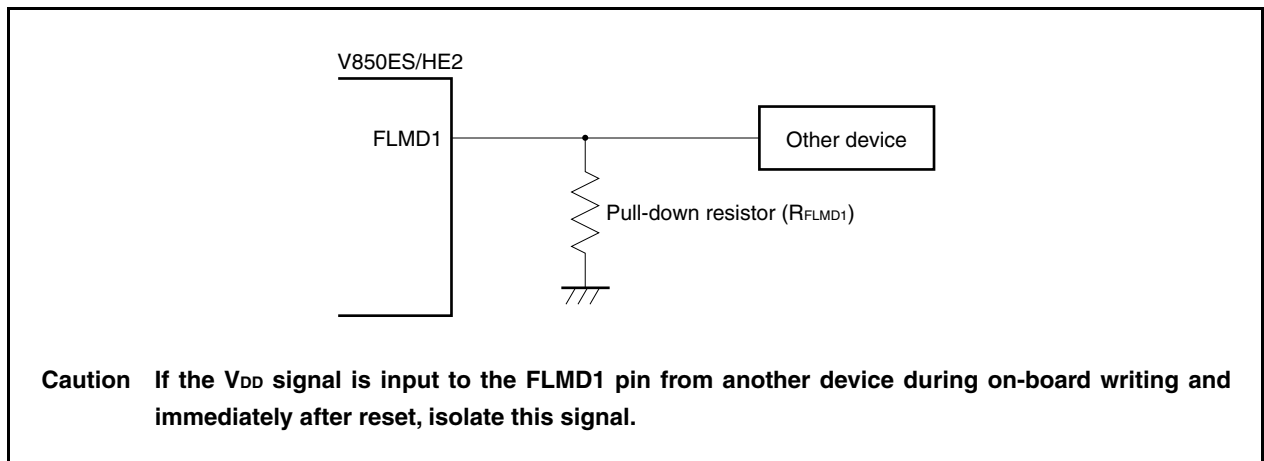 V850ES/HE2
FLMD1
Other device
Pull-down resistor (RFLMD1)
Caution If the VDD signal is input to the FLMD1 pin from another device during on-board writing and
immediately after reset, isolate this signal.